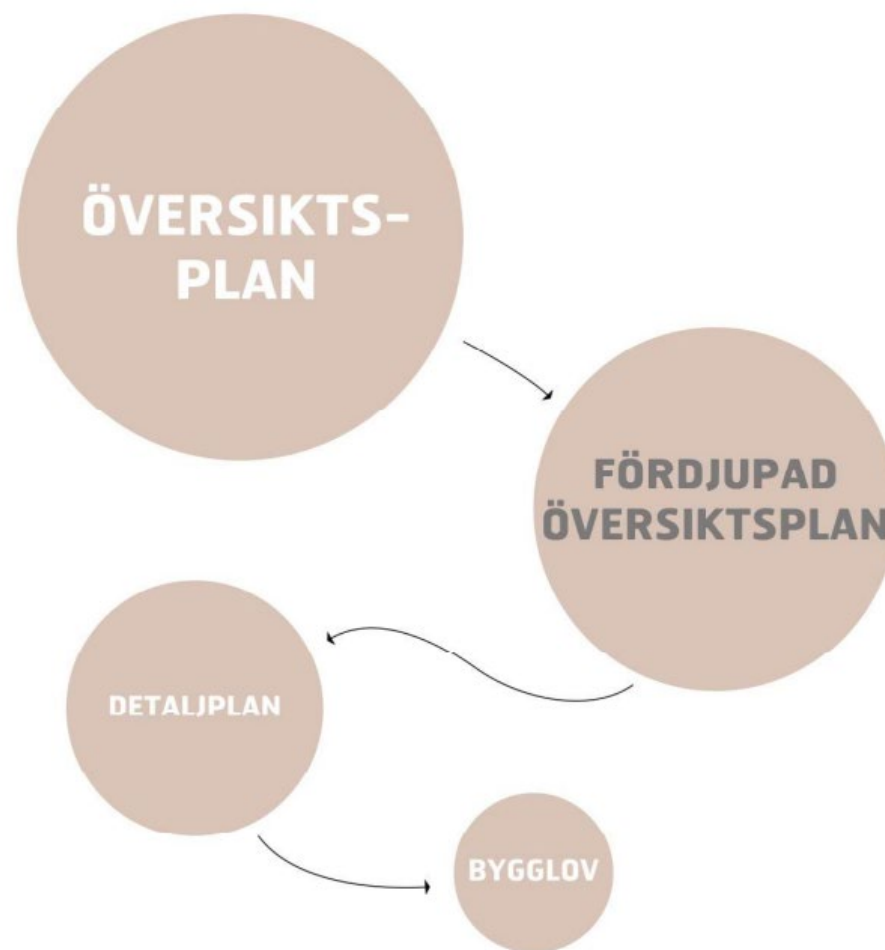 ÖVERSIKTS-
PLAN
FÖRDJUPAD
ÖVERSIKTSPLAN
DETALJPLAN
BYGGLOV